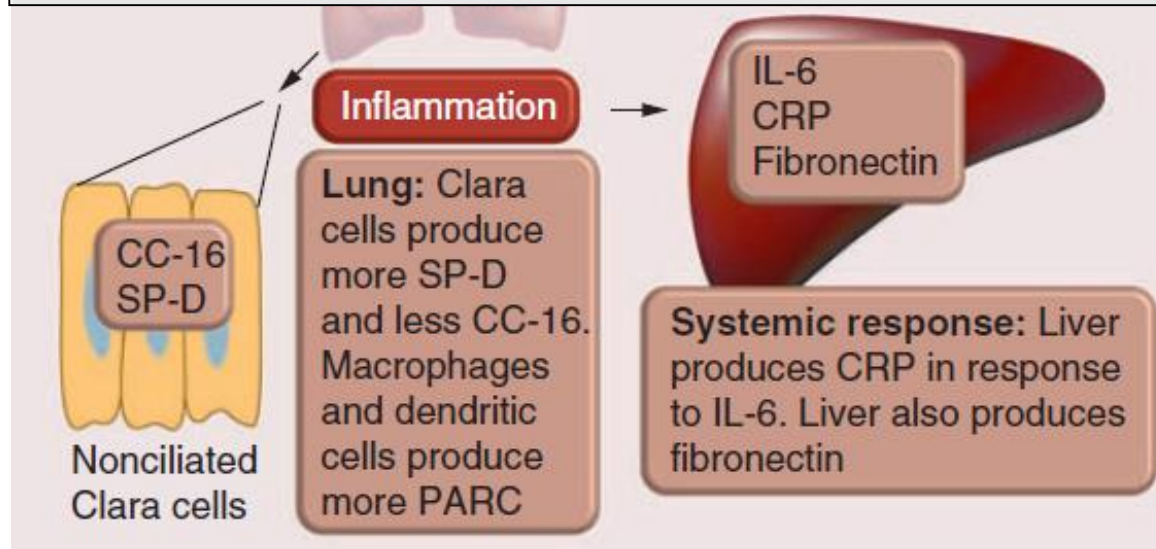 Inflammation
IL-6
CRP
Fibronectin
CC-16
SP-D
Nonciliated
Clara cells
Lung: Clara
cells produce
more SP-D
and less CC-16.
Macrophages
and dendritic
cells produce
more PARC
Systemic response: Liver
produces CRP in response
to IL-6. Liver also produces
fibronectin